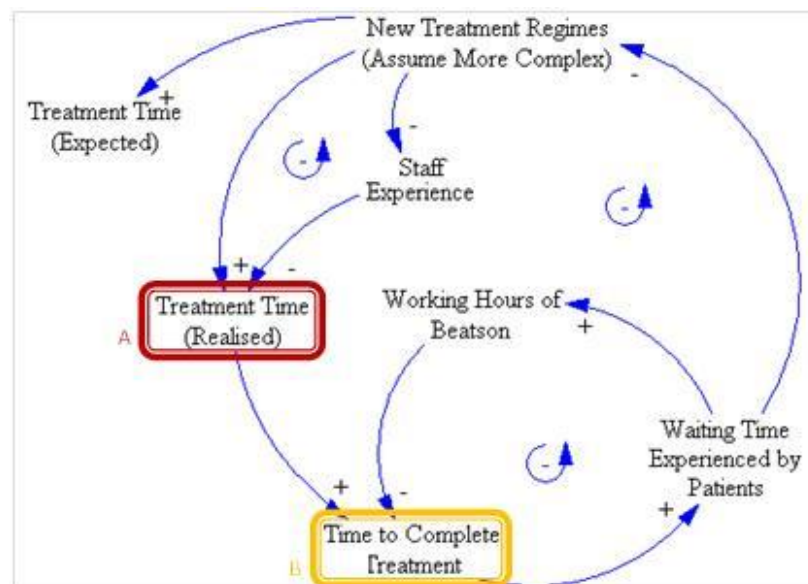 New Treatment Regimes
(Assume More Complex)
-
+
Treatment Time
(Expected)
-
-
Staff
Experience
-
+
-
Treatment Time
(Realised)
A
Working Hours of
Beatson
+
Waiting Time
Experienced by
Patients
-
+
-
+
Time to Complete
Treatment
B